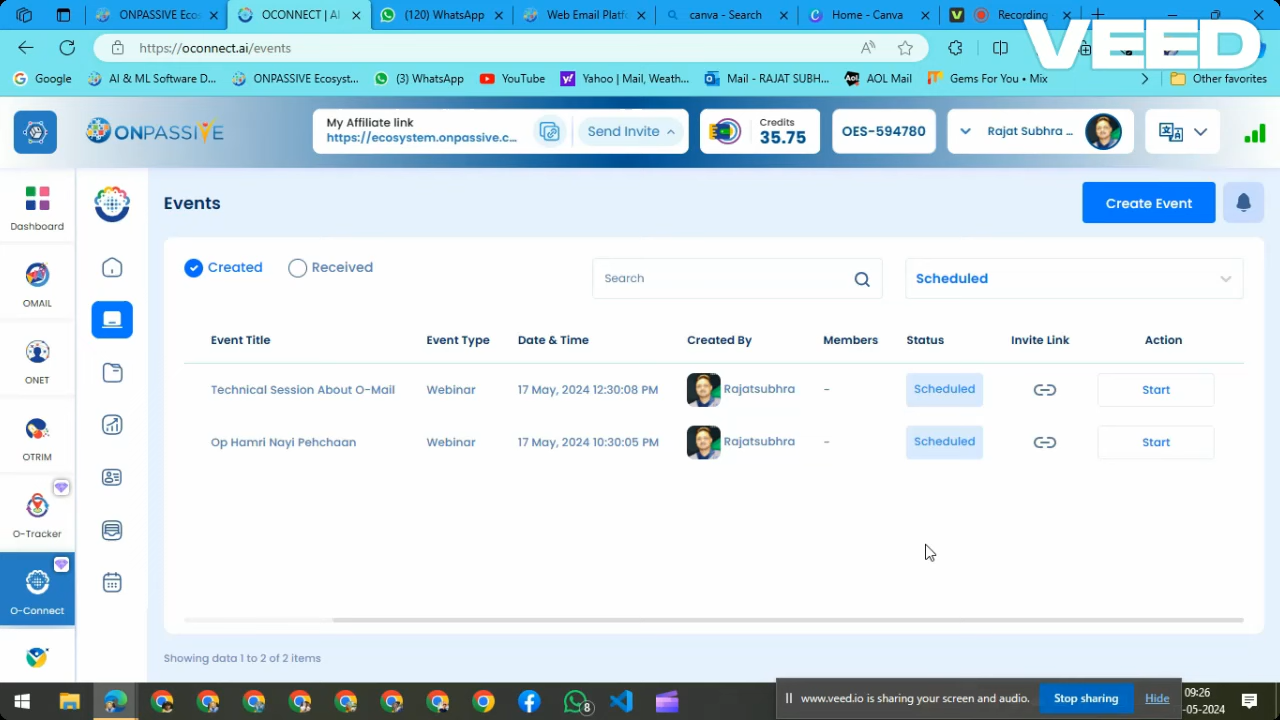 ONPASSIVE Ecosyst
OCONNECT | AI
(120) WhatsApp
Web Email Platf
canva - Search
Home - Canva
Recording
VEED
https://oconnect.ai/events
Google
AI & ML Software D...
ONPASSIVE Ecosyst...
(3) WhatsApp
YouTube
Yahoo | Mail, Weath...
Mail - RAJAT SUBH...
AOL Mail
Gems For You • Mix
Other favorites
ONPASSIVE
My Affiliate link
https://ecosystem.onpassive.c...
Send Invite
Credits
35.75
OES-594780
Rajat Subhra ...
Dashboard
OMAIL
ONET
OTRIM
O-Tracker
O-Connect
Events
Create Event
Created
Received
Search
Scheduled
Event Title Event Type Date & Time Created By Members Status Invite Link Action
Technical Session About O-Mail Webinar 17 May, 2024 12:30:08 PM Rajatsubhra - Scheduled Start
Op Hamri Nayi Pehchaan Webinar 17 May, 2024 10:30:05 PM Rajatsubhra - Scheduled Start
Showing data 1 to 2 of 2 items
www.veed.io is sharing your screen and audio.
Stop sharing
Hide
8
09:26
-05-2024